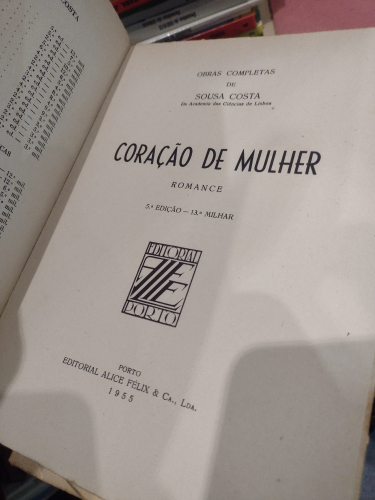 COSTA
OBRAS COMPLETAS
DE
SOUSA COSTA
Da Academia das Ciências de Lisboa
CORAÇÃO DE MULHER
ROMANCE
5.ª EDIÇÃO — 13.º MILHAR
EDITORIAL
PORTO
PORTO
EDITORIAL ALICE FÉLIX & Cª., LDA.
1955